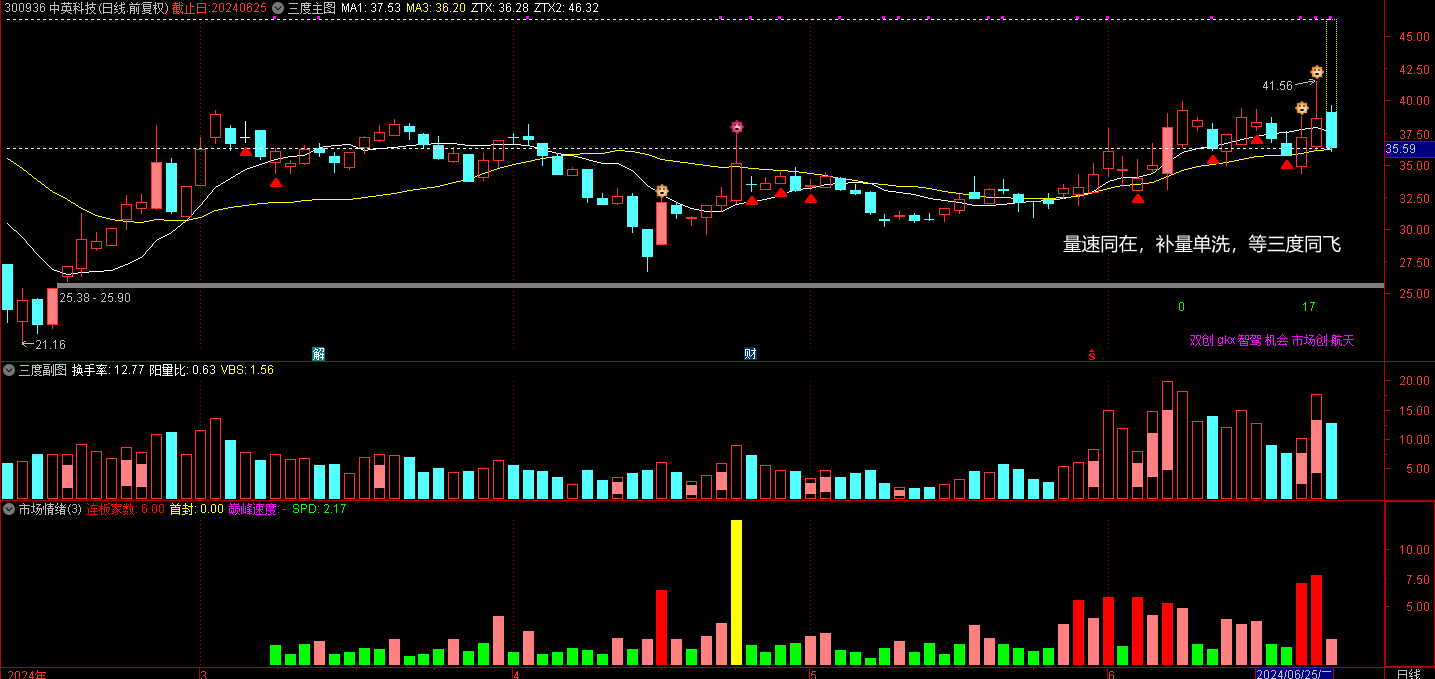 300936 中英科技(日线.前复权) 截止日:20240625 三度主图 MA1: 37.53 MA3: 36.20 ZTX: 36.28 ZTX2: 46.32
45.00
42.50
41.56
40.00
37.50
35.59
35.00
32.50
30.00
量速同在，补量单洗，等三度同飞
27.50
25.38 - 25.90
25.00
0 17
21.16
双创 gkx 智驾 机会 市场创 航天
解 财 S
三度副图 换手率: 12.77 阳量比: 0.63 VBS: 1.56
20.00
15.00
10.00
5.00
市场情绪(3) 连板家数: 6.00 首封: 0.00 巅峰速度: - SPD: 2.17
10.00
7.50
5.00
2024年 3 4 5 6 2024/06/25/二 日线